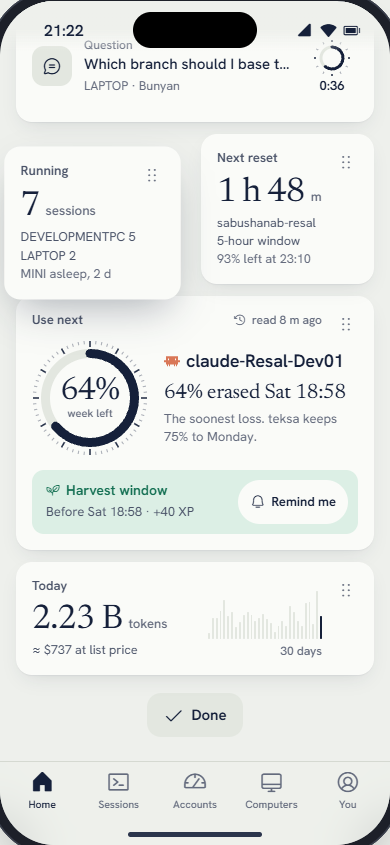 21:22
Question
Which branch should I base t...
LAPTOP · Bunyan
0:36
Running
7 sessions
DEVELOPMENTPC 5
LAPTOP 2
MINI asleep, 2 d
Next reset
1 h 48 m
sabushanab-resal
5-hour window
93% left at 23:10
Use next
read 8 m ago
64%
week left
claude-Resal-Dev01
64% erased Sat 18:58
The soonest loss. teksa keeps
75% to Monday.
Harvest window
Before Sat 18:58 · +40 XP
Remind me
Today
2.23 B tokens
≈ $737 at list price
30 days
Done
Home
Sessions
Accounts
Computers
You